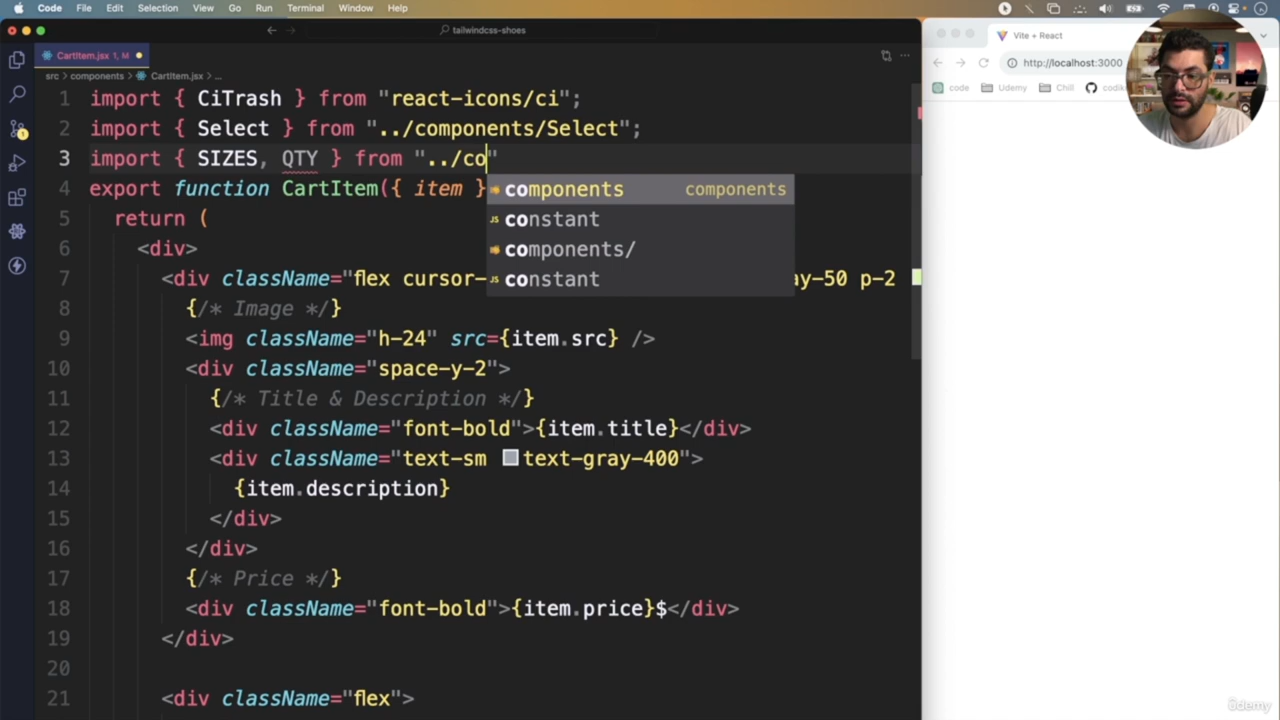 Code File Edit Selection View Go Run Terminal Window Help
tailwindcss-shoes
CartItem.jsx 1, M
src > components > CartItem.jsx > ...
1 import { CiTrash } from "react-icons/ci";
2 import { Select } from "../components/Select";
3 import { SIZES, QTY } from "../co"
4 export function CartItem({ item }
components components
constant
components/
constant
5 return (
6 <div>
7 <div className="flex cursor- ay-50 p-2
8 {/* Image */}
9 <img className="h-24" src={item.src} />
10 <div className="space-y-2">
11 {/* Title & Description */}
12 <div className="font-bold">{item.title}</div>
13 <div className="text-sm text-gray-400">
14 {item.description}
15 </div>
16 </div>
17 {/* Price */}
18 <div className="font-bold">{item.price}$</div>
19 </div>
20
21 <div className="flex">
Vite + React
http://localhost:3000
code Udemy Chill codik
ûdemy